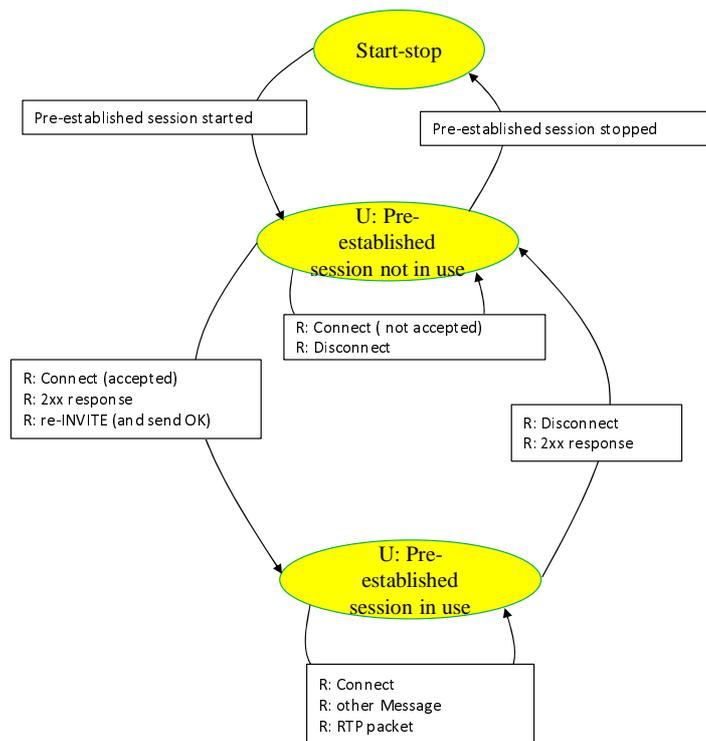 Start-stop
Pre-established session started
Pre-established session stopped
U: Pre-
established
session not in use
R: Connect ( not accepted)
R: Disconnect
R: Connect (accepted)
R: 2xx response
R: re-INVITE (and send OK)
R: Disconnect
R: 2xx response
U: Pre-
established
session in use
R: Connect
R: other Message
R: RTP packet